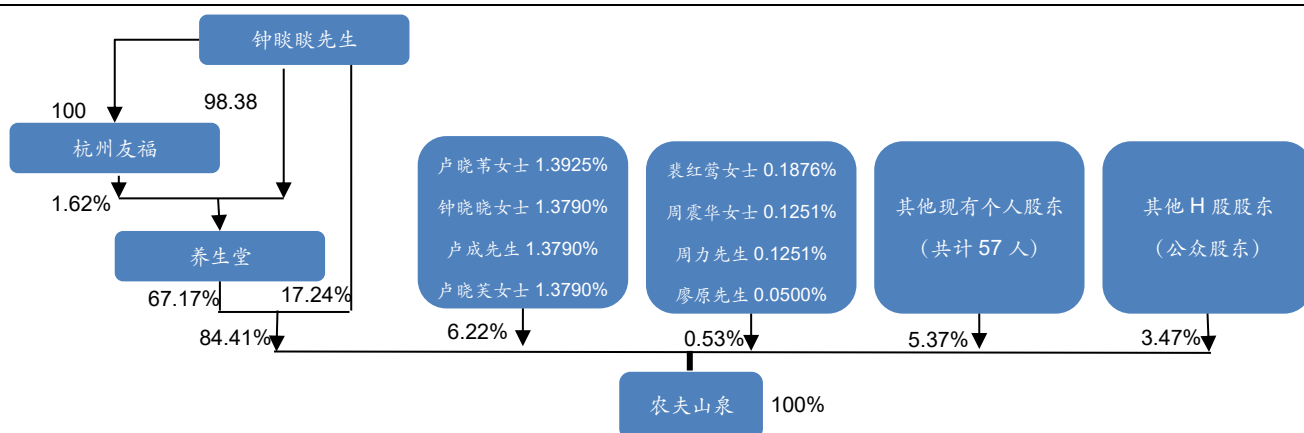 钟睒睒先生
100
98.38
杭州友福
1.62%
养生堂
67.17%
17.24%
84.41%
卢晓苇女士 1.3925%
钟晓晓女士 1.3790%
卢成先生 1.3790%
卢晓芙女士 1.3790%
6.22%
裴红莺女士 0.1876%
周震华女士 0.1251%
周力先生 0.1251%
廖原先生 0.0500%
0.53%
其他现有个人股东
（共计 57 人）
5.37%
其他 H 股股东
（公众股东）
3.47%
农夫山泉
100%